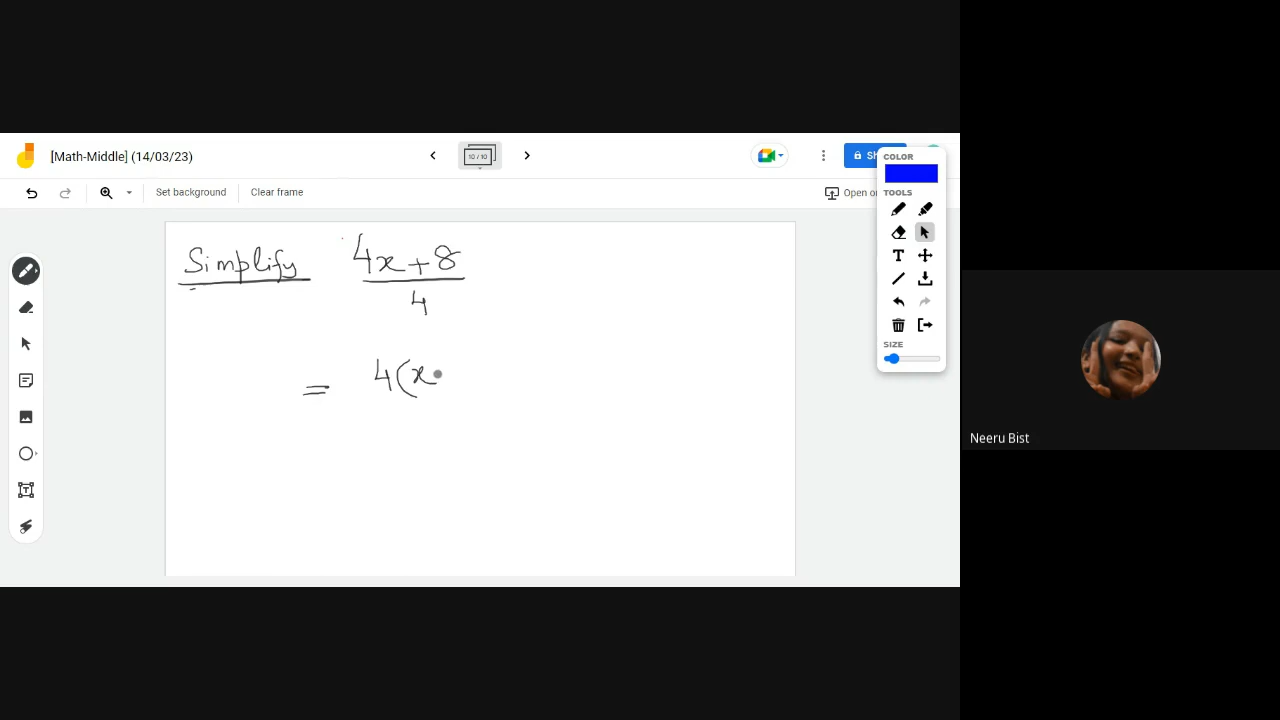 [Math-Middle] (14/03/23)
10 / 10
Set background
Clear frame
Open o
COLOR
TOOLS
T
SIZE
Simplify 4x+8
4
= 4(x
Neeru Bist